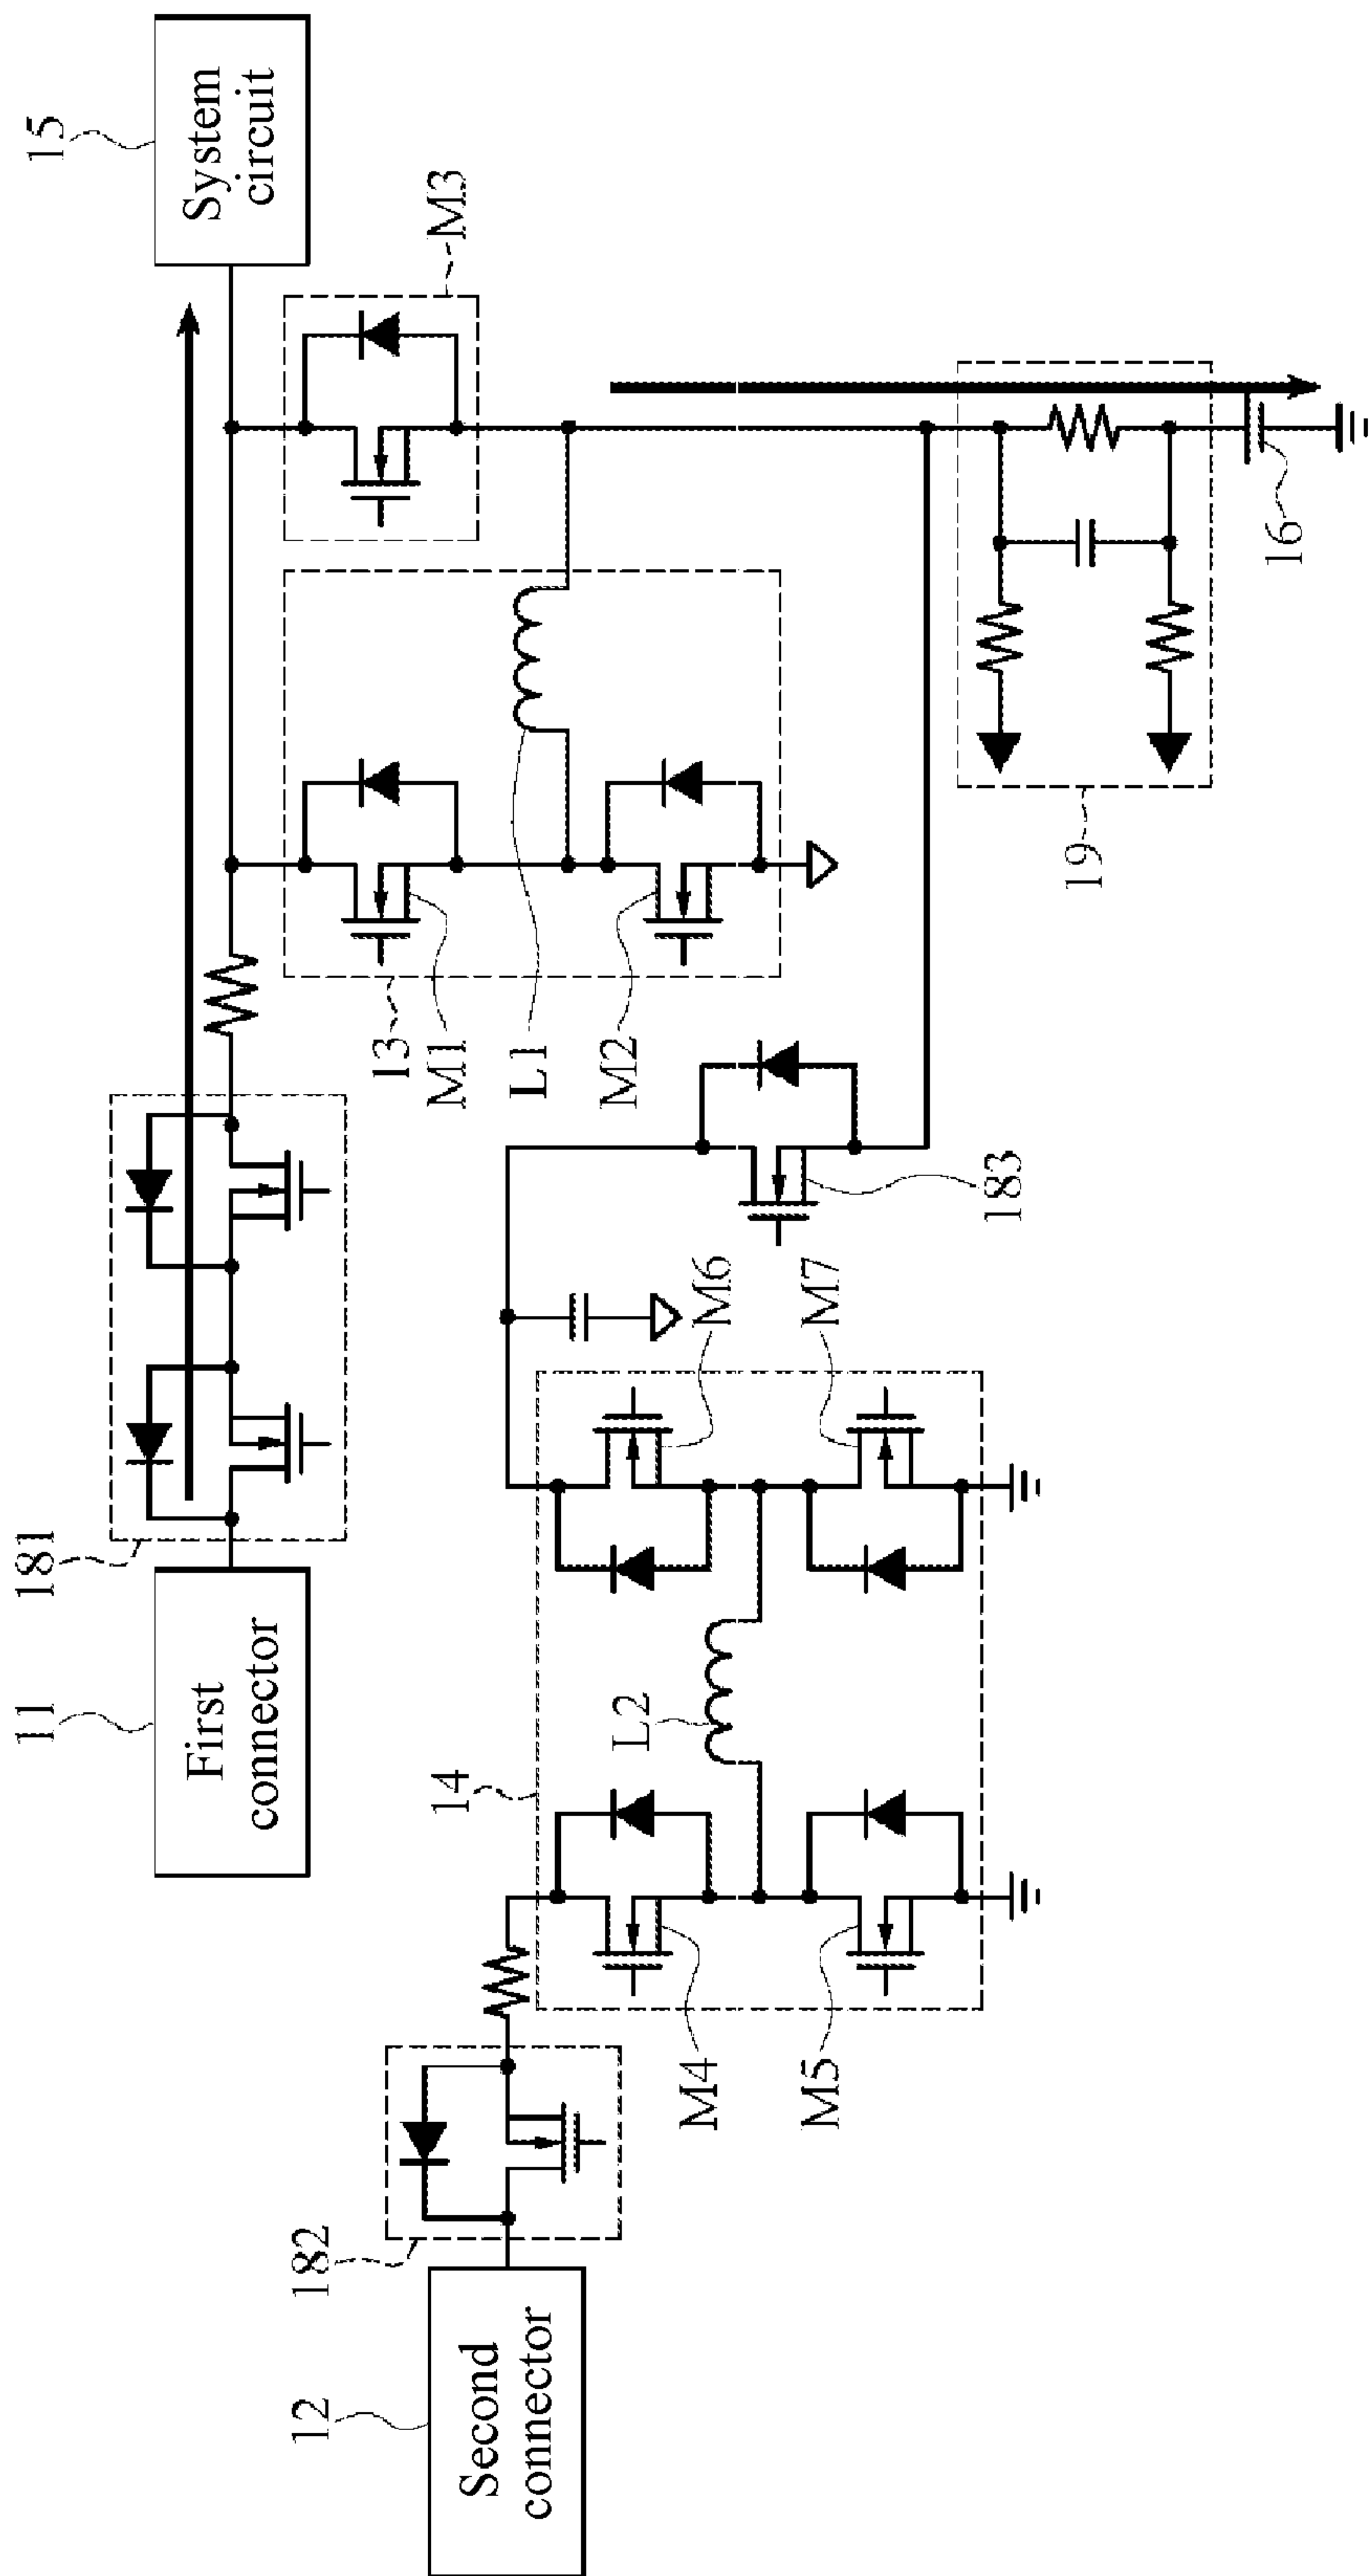 11
First
connector
181
15
System
circuit
M3
13
M1
L1
M2
12
Second
connector
182
14
L2
M4
M5
M6
M7
183
19
16